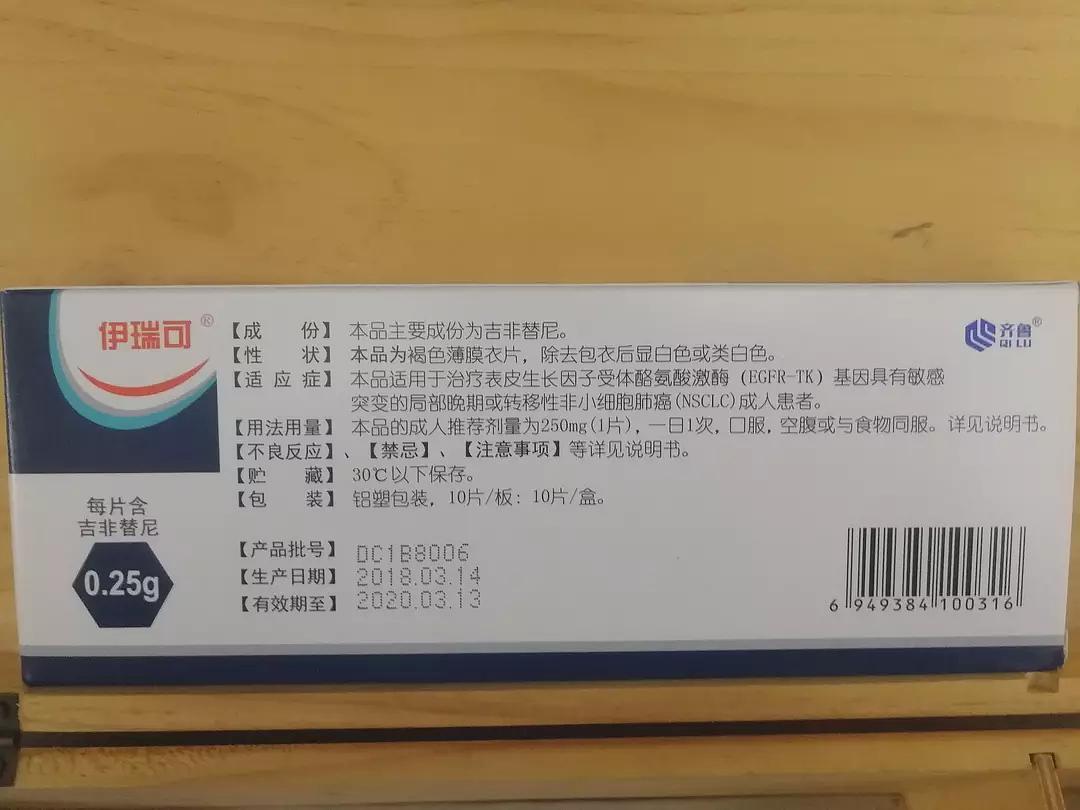 伊瑞可®
【成 份】本品主要成份为吉非替尼。
【性 状】本品为褐色薄膜衣片，除去包衣后显白色或类白色。
【适应症】本品适用于治疗表皮生长因子受体酪氨酸激酶（EGFR-TK）基因具有敏感
突变的局部晚期或转移性非小细胞肺癌(NSCLC)成人患者。
【用法用量】本品的成人推荐剂量为250mg(1片)，一日1次，口服，空腹或与食物同服。详见说明书。
【不良反应】、【禁忌】、【注意事项】等详见说明书。
【贮 藏】30℃以下保存。
【包 装】铝塑包装，10片/板；10片/盒。
齐鲁®
QILU
每片含
吉非替尼
0.25g
【产品批号】DC1B8006
【生产日期】2018.03.14
【有效期至】2020.03.13
6 949384 100316